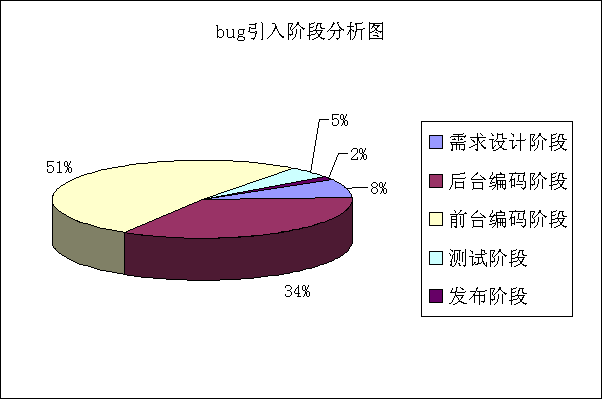 bug引入阶段分析图
5%
2%
8%
51%
34%
需求设计阶段
后台编码阶段
前台编码阶段
测试阶段
发布阶段